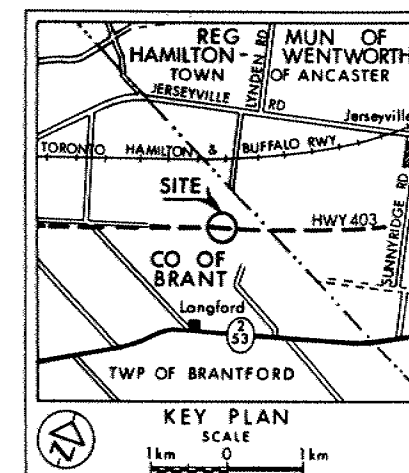 REG MUN OF
HAMILTON - WENTWORTH
TOWN OF ANCASTER
LYNDEN RD
JERSEYVILLE RD
Jerseyville
TORONTO HAMILTON & BUFFALO RWY
SITE
HWY 403
SUNNYRIDGE RD
CO OF
BRANT
Langford
2
53
TWP OF BRANTFORD
KEY PLAN
SCALE
1km 0 1km
N